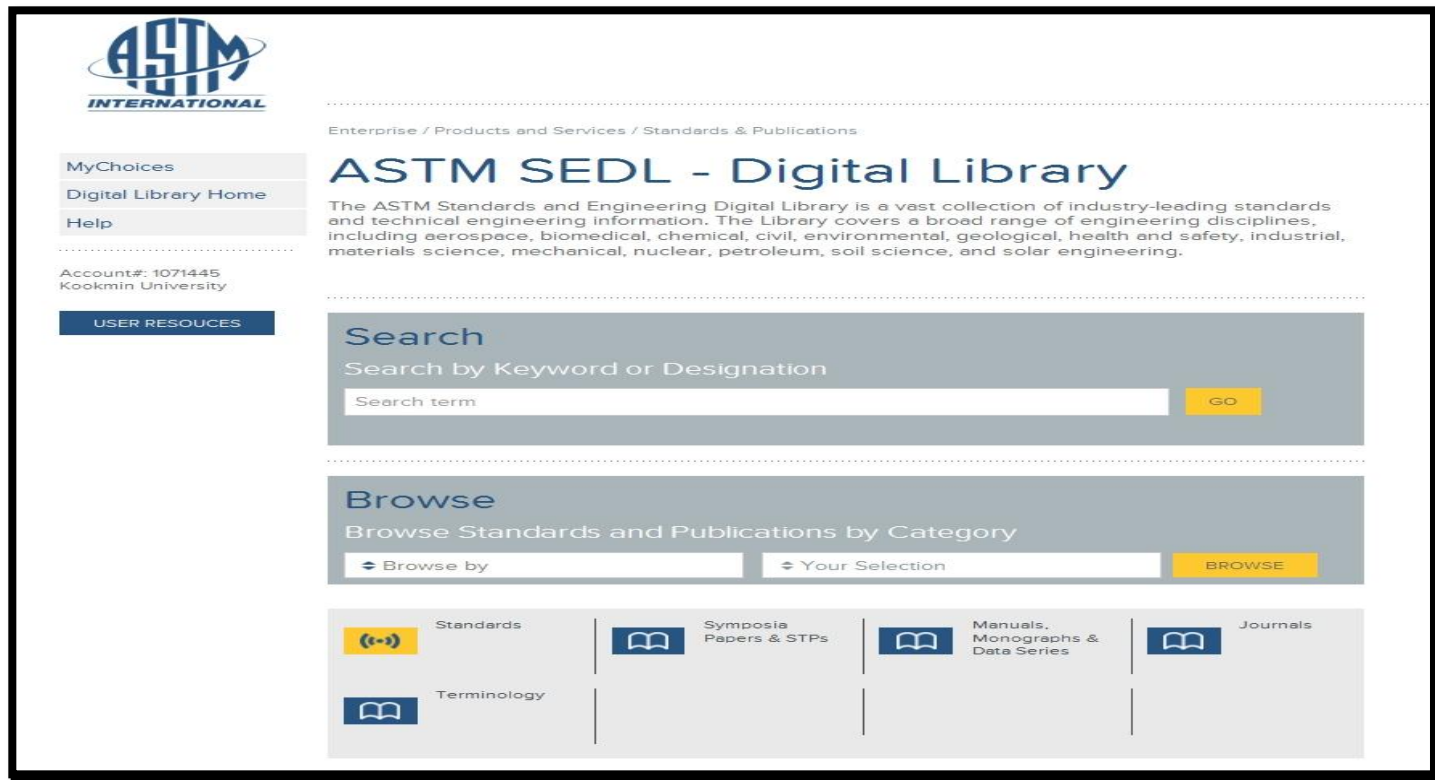 ASTM
INTERNATIONAL
Enterprise / Products and Services / Standards & Publications
MyChoices
Digital Library Home
Help
Account#: 1071445
Kookmin University
USER RESOUCES
ASTM SEDL - Digital Library
The ASTM Standards and Engineering Digital Library is a vast collection of industry-leading standards
and technical engineering information. The Library covers a broad range of engineering disciplines,
including aerospace, biomedical, chemical, civil, environmental, geological, health and safety, industrial,
materials science, mechanical, nuclear, petroleum, soil science, and solar engineering.
Search
Search by Keyword or Designation
Search term
GO
Browse
Browse Standards and Publications by Category
Browse by
Your Selection
BROWSE
Standards
Symposia
Papers & STPs
Manuals,
Monographs &
Data Series
Journals
Terminology